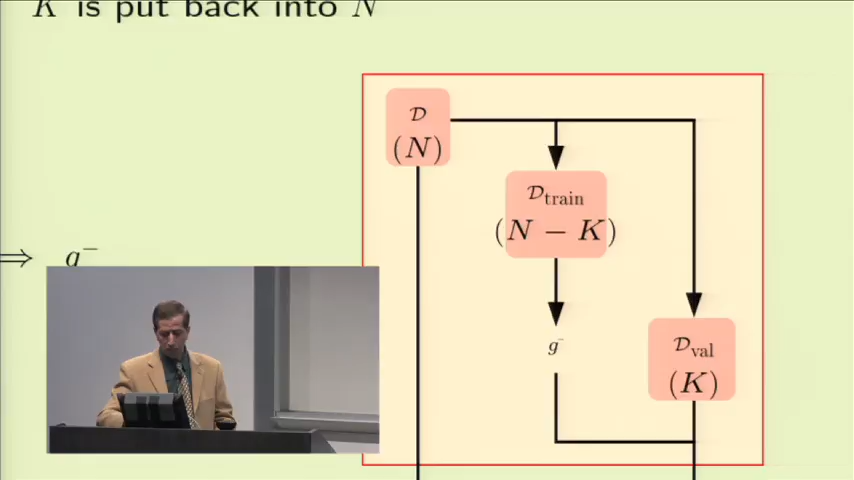 K is put back into N
𝒟
(N)
𝒟train
(N − K)
⟹ g⁻
g⁻
𝒟val
(K)